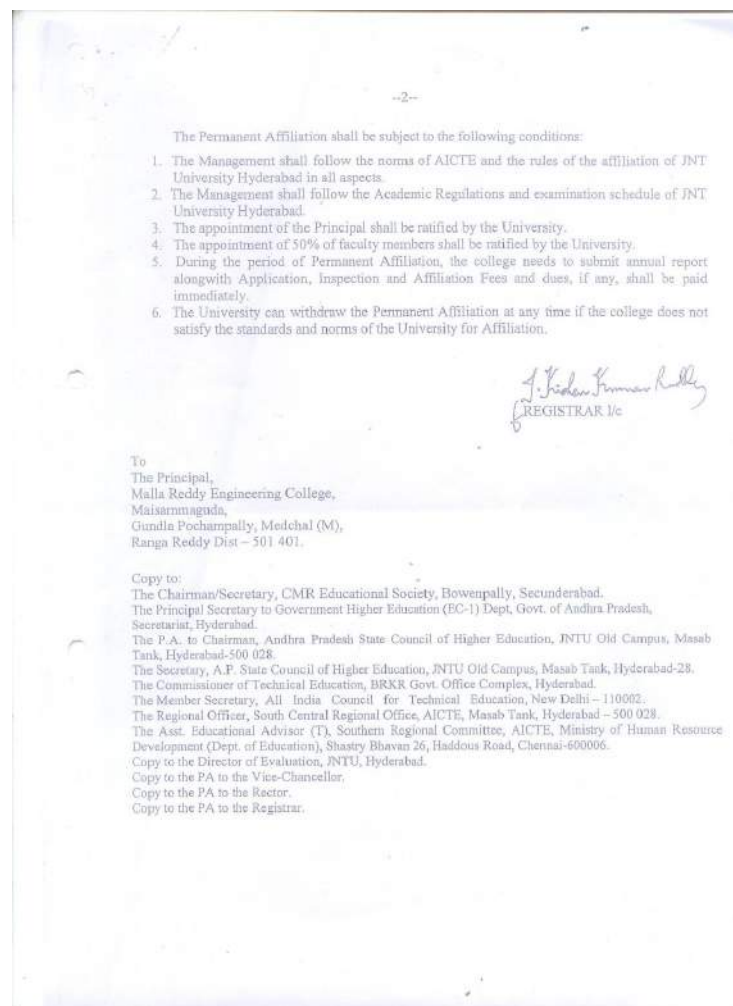 --2--
The Permanent Affiliation shall be subject to the following conditions:
1. The Management shall follow the norms of AICTE and the rules of the affiliation of JNT
University Hyderabad in all aspects.
2. The Management shall follow the Academic Regulations and examination schedule of JNT
University Hyderabad.
3. The appointment of the Principal shall be ratified by the University.
4. The appointment of 50% of faculty members shall be ratified by the University.
5. During the period of Permanent Affiliation, the college needs to submit annual report
alongwith Application, Inspection and Affiliation Fees and dues, if any, shall be paid
immediately.
6. The University can withdraw the Permanent Affiliation at any time if the college does not
satisfy the standards and norms of the University for Affiliation.
REGISTRAR I/c
To
The Principal,
Malla Reddy Engineering College,
Maisammaguda,
Gundla Pochampally, Medchal (M),
Ranga Reddy Dist – 501 401.
Copy to:
The Chairman/Secretary, CMR Educational Society, Bowenpally, Secunderabad.
The Principal Secretary to Government Higher Education (EC-1) Dept, Govt. of Andhra Pradesh,
Secretariat, Hyderabad.
The P.A. to Chairman, Andhra Pradesh State Council of Higher Education, JNTU Old Campus, Masab
Tank, Hyderabad-500 028.
The Secretary, A.P. State Council of Higher Education, JNTU Old Campus, Masab Tank, Hyderabad-28.
The Commissioner of Technical Education, BRKR Govt. Office Complex, Hyderabad.
The Member Secretary, All India Council for Technical Education, New Delhi – 110002.
The Regional Officer, South Central Regional Office, AICTE, Masab Tank, Hyderabad – 500 028.
The Asst. Educational Advisor (T), Southern Regional Committee, AICTE, Ministry of Human Resource
Development (Dept. of Education), Shastry Bhavan 26, Haddous Road, Chennai-600006.
Copy to the Director of Evaluation, JNTU, Hyderabad.
Copy to the PA to the Vice-Chancellor.
Copy to the PA to the Rector.
Copy to the PA to the Registrar.